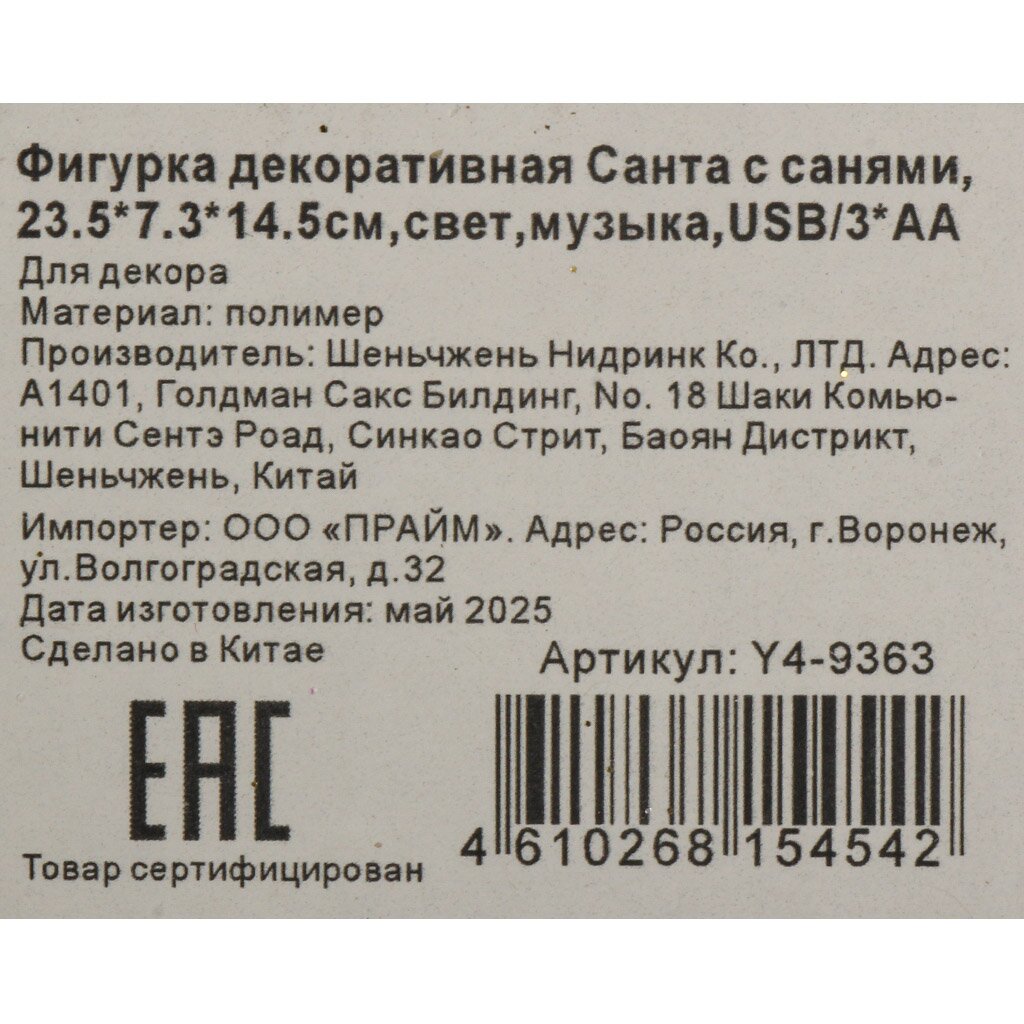 Фигурка декоративная Санта с санями,
23.5*7.3*14.5см,свет,музыка,USB/3*AA
Для декора
Материал: полимер
Производитель: Шеньчжень Нидринк Ко., ЛТД. Адрес:
А1401, Голдман Сакс Билдинг, No. 18 Шаки Комью-
нити Сентэ Роад, Синкао Стрит, Баоян Дистрикт,
Шеньчжень, Китай
Импортер: ООО «ПРАЙМ». Адрес: Россия, г.Воронеж,
ул.Волгоградская, д.32
Дата изготовления: май 2025
Сделано в Китае
Артикул: Y4-9363
EAC
Товар сертифицирован
4 610268 154542